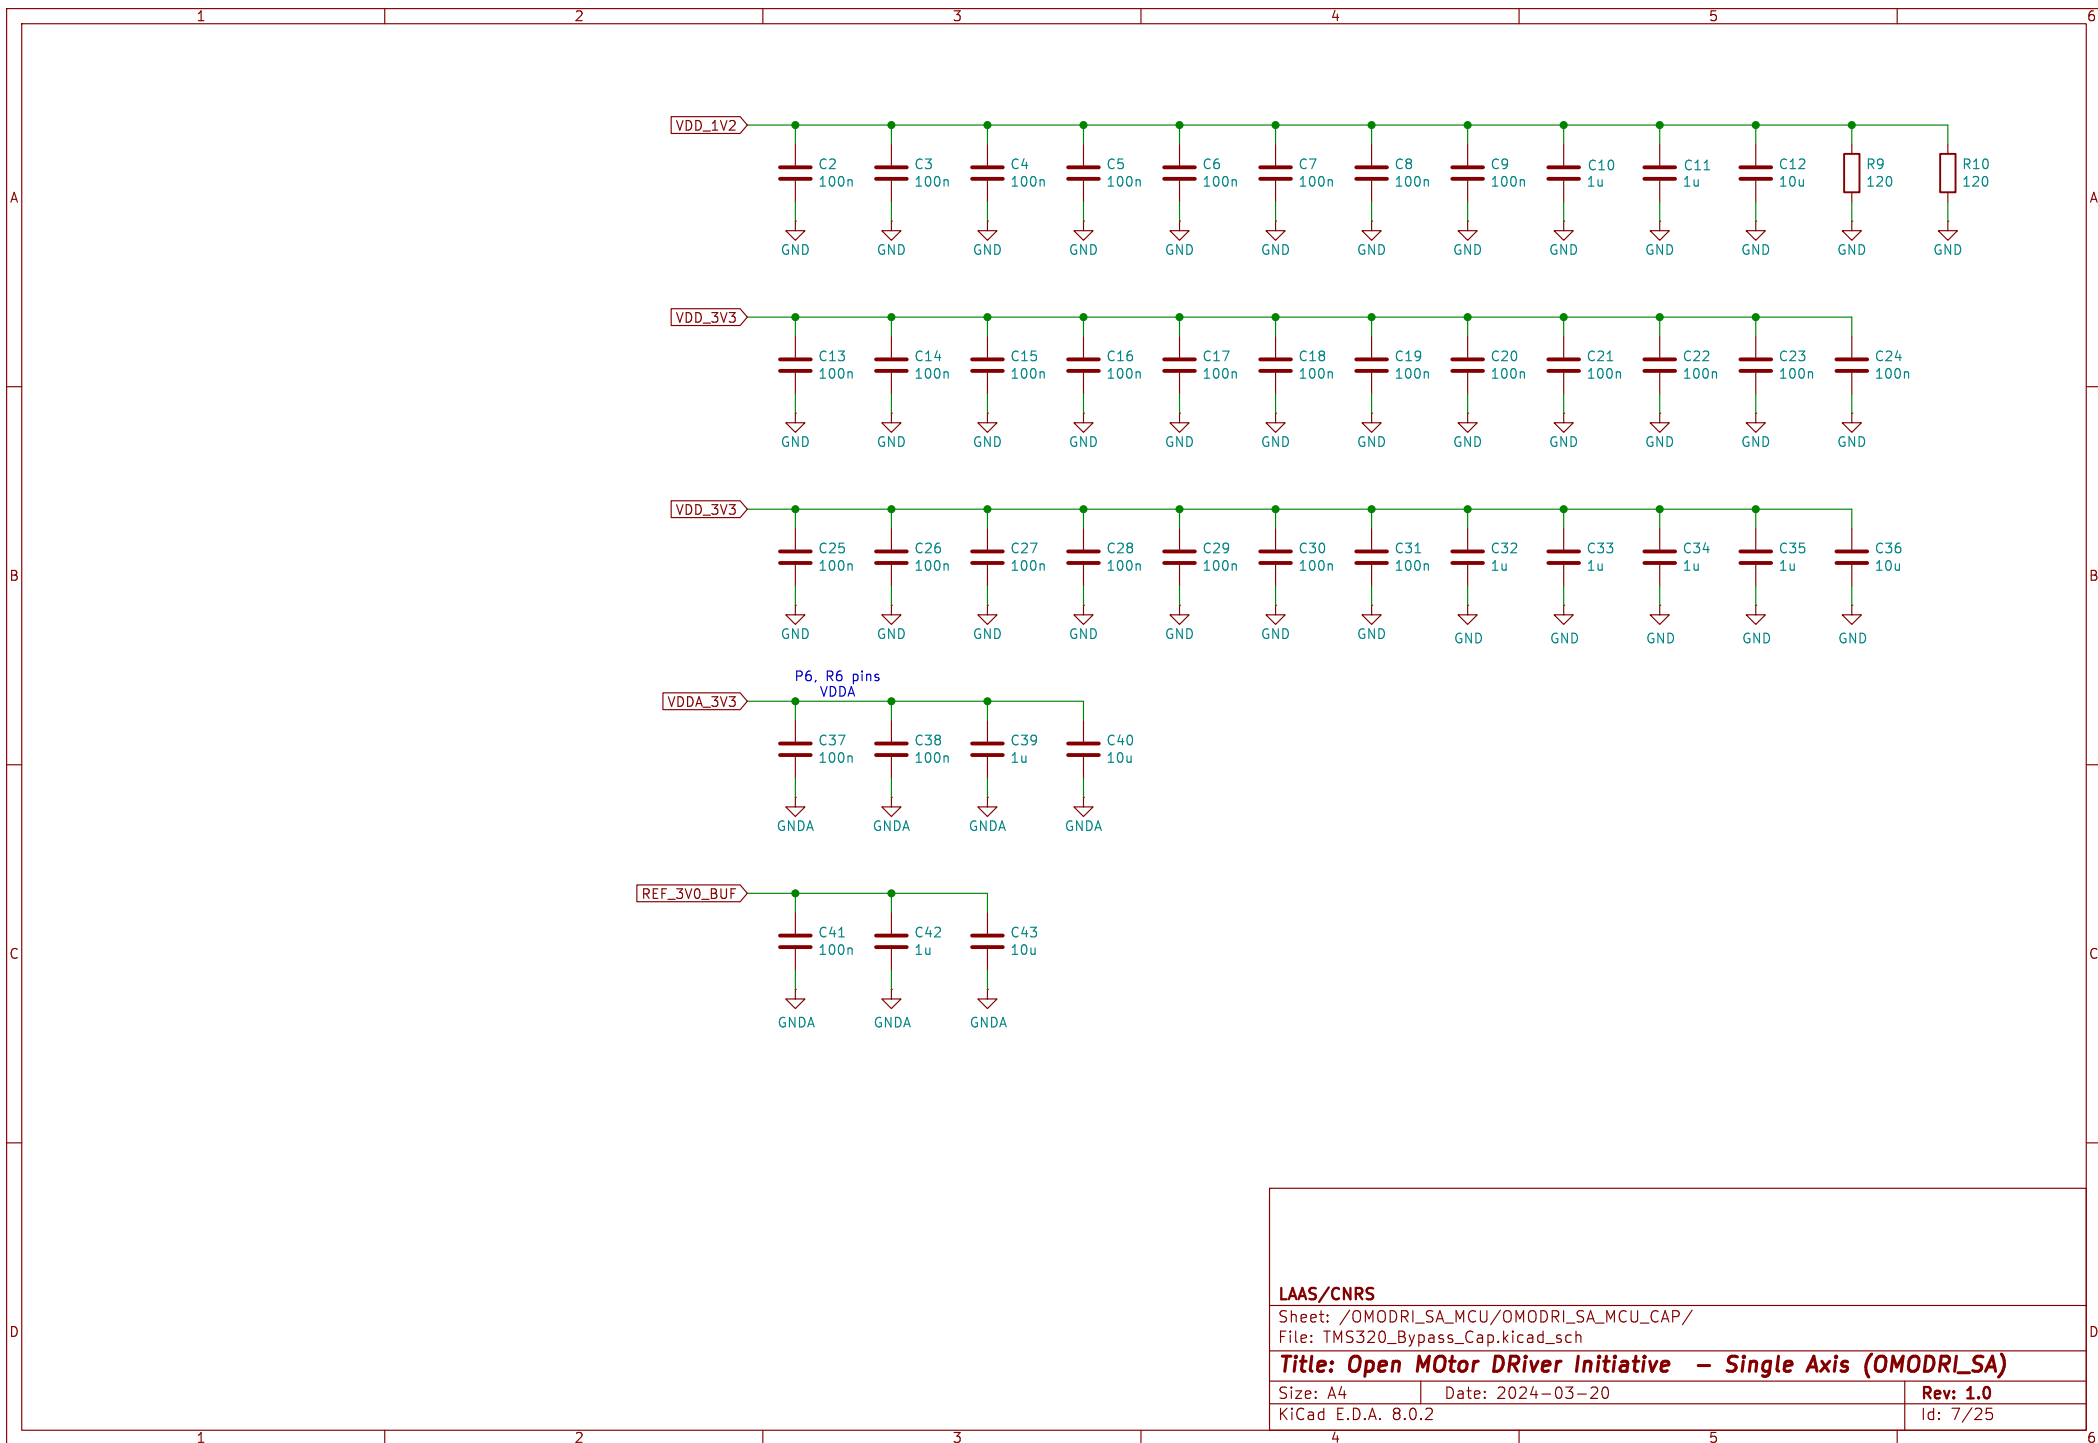 1 2 3 4 5 6
A A
VDD_1V2
C2 C3 C4 C5 C6 C7 C8 C9 C10 C11 C12 R9 R10
100n 100n 100n 100n 100n 100n 100n 100n 1u 1u 10u 120 120
GND GND GND GND GND GND GND GND GND GND GND GND GND
VDD_3V3
C13 C14 C15 C16 C17 C18 C19 C20 C21 C22 C23 C24
100n 100n 100n 100n 100n 100n 100n 100n 100n 100n 100n 100n
GND GND GND GND GND GND GND GND GND GND GND GND
VDD_3V3
C25 C26 C27 C28 C29 C30 C31 C32 C33 C34 C35 C36
100n 100n 100n 100n 100n 100n 100n 1u 1u 1u 1u 10u
B B
GND GND GND GND GND GND GND GND GND GND GND GND
P6, R6 pins
VDDA
VDDA_3V3
C37 C38 C39 C40
100n 100n 1u 10u
GNDA GNDA GNDA GNDA
REF_3V0_BUF
C41 C42 C43
100n 1u 10u
C C
GNDA GNDA GNDA
LAAS/CNRS
Sheet: /OMODRI_SA_MCU/OMODRI_SA_MCU_CAP/
File: TMS320_Bypass_Cap.kicad_sch
D D
Title: Open MOtor DRiver Initiative  - Single Axis (OMODRI_SA)
Size: A4 Date: 2024-03-20 Rev: 1.0
KiCad E.D.A. 8.0.2 Id: 7/25
1 2 3 4 5 6